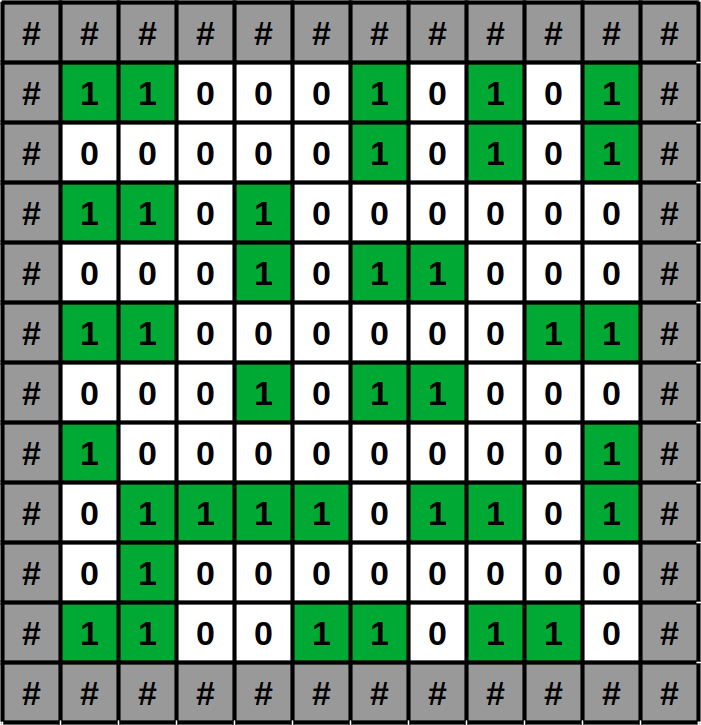 # # # # # # # # # # # #
# 1 1 0 0 0 1 0 1 0 1 #
# 0 0 0 0 0 1 0 1 0 1 #
# 1 1 0 1 0 0 0 0 0 0 #
# 0 0 0 1 0 1 1 0 0 0 #
# 1 1 0 0 0 0 0 0 1 1 #
# 0 0 0 1 0 1 1 0 0 0 #
# 1 0 0 0 0 0 0 0 0 1 #
# 0 1 1 1 1 0 1 1 0 1 #
# 0 1 0 0 0 0 0 0 0 0 #
# 1 1 0 0 1 1 0 1 1 0 #
# # # # # # # # # # # #